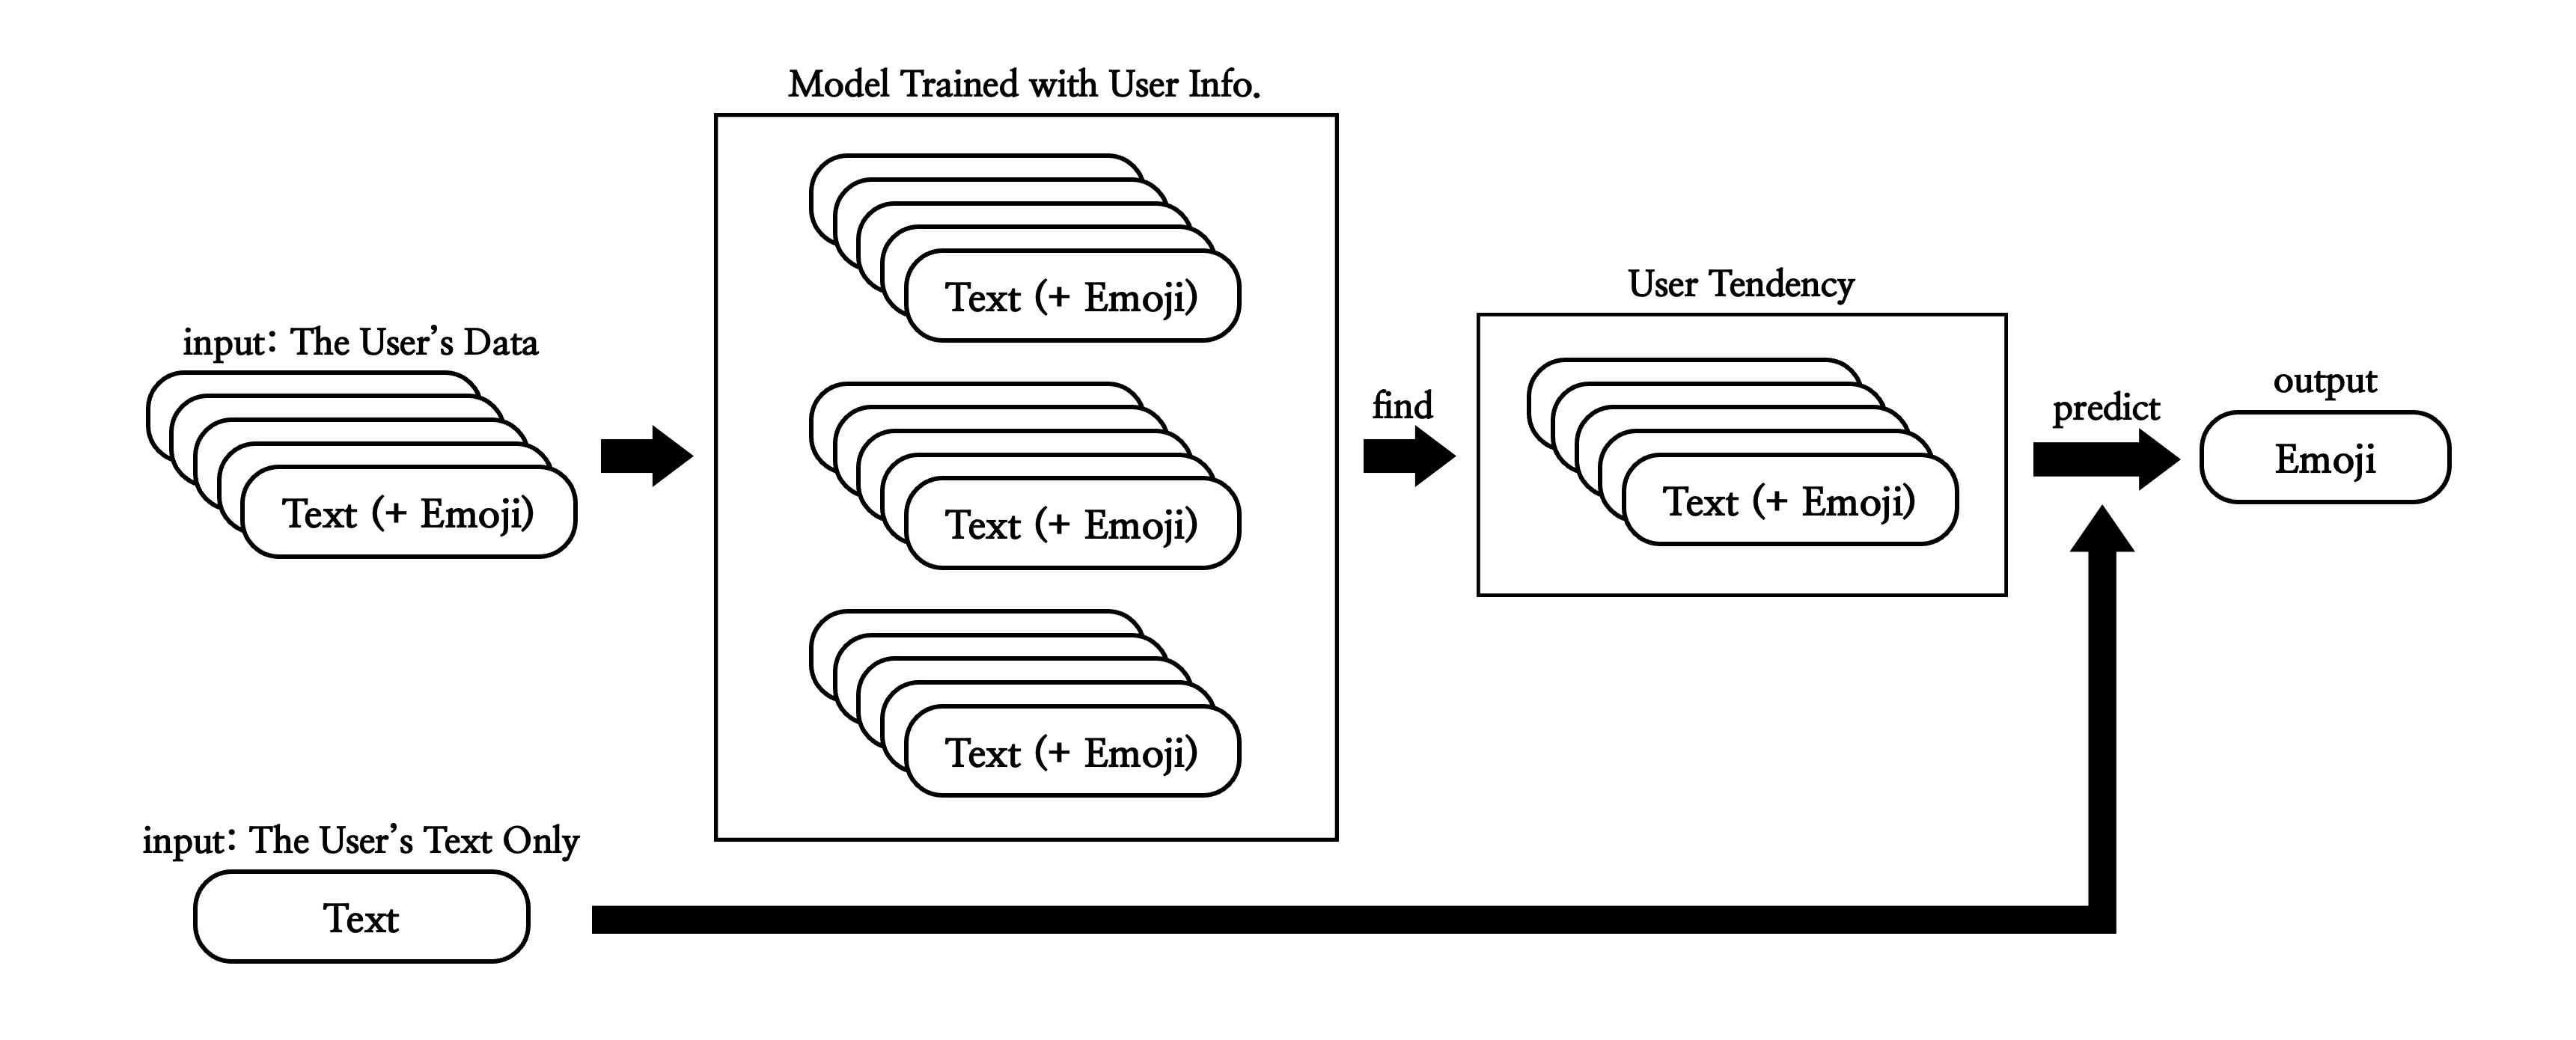 Model Trained with User Info.
Text (+ Emoji)
Text (+ Emoji)
Text (+ Emoji)
input: The User's Data
Text (+ Emoji)
find
User Tendency
Text (+ Emoji)
predict
output
Emoji
input: The User's Text Only
Text